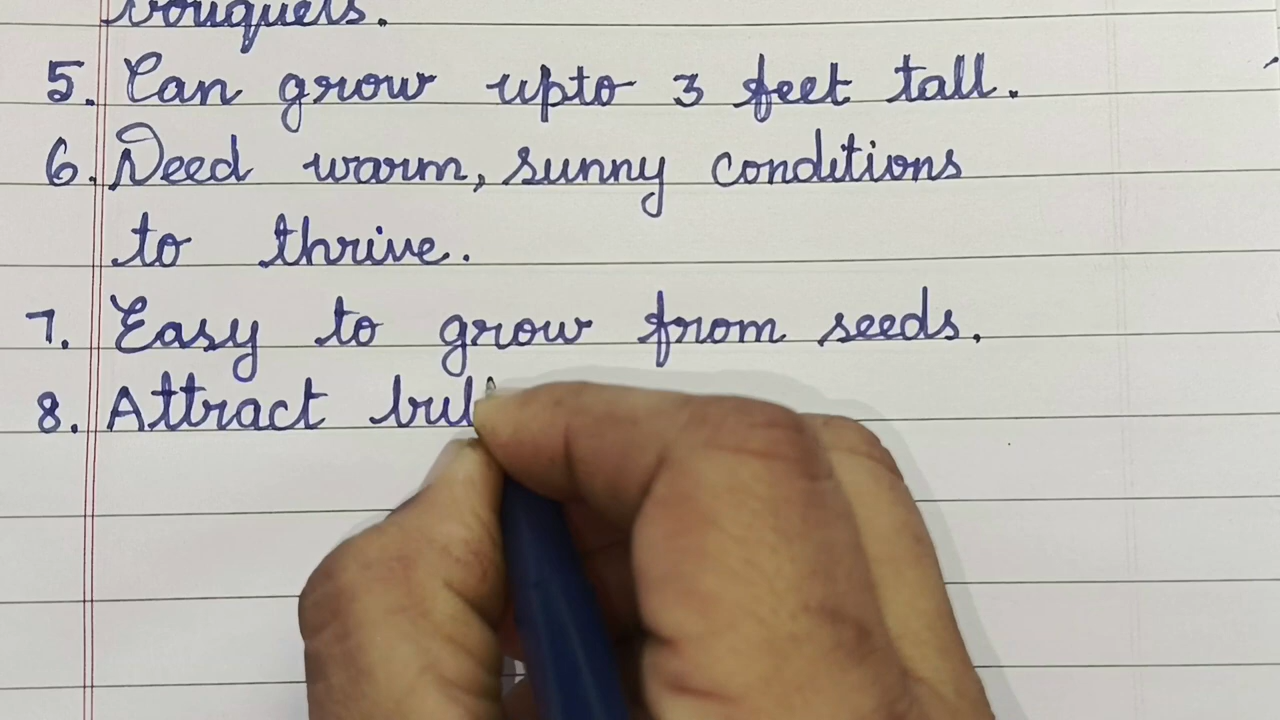 bouquets.
5. Can grow upto 3 feet tall.
6. Need warm, sunny conditions
to thrive.
7. Easy to grow from seeds.
8. Attract